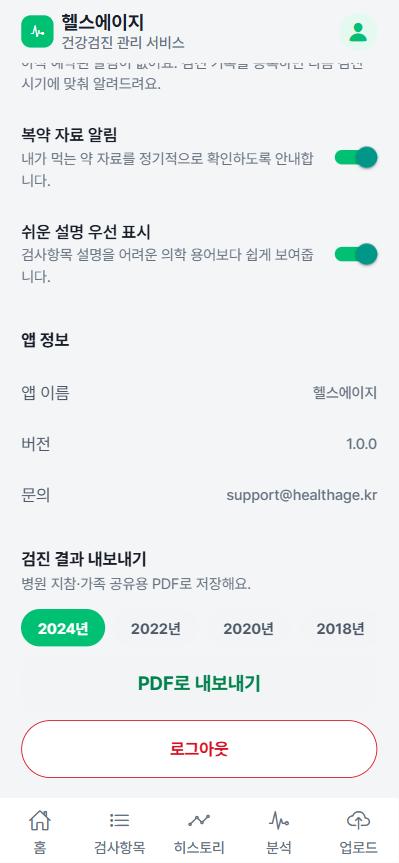 헬스에이지
건강검진 관리 서비스
시기에 맞춰 알려드려요.
복약 자료 알림
내가 먹는 약 자료를 정기적으로 확인하도록 안내합
니다.
쉬운 설명 우선 표시
검사항목 설명을 어려운 의학 용어보다 쉽게 보여줍
니다.
앱 정보
앱 이름
헬스에이지
버전
1.0.0
문의
support@healthage.kr
검진 결과 내보내기
병원 지참·가족 공유용 PDF로 저장해요.
2024년 2022년 2020년 2018년
PDF로 내보내기
로그아웃
홈 검사항목 히스토리 분석 업로드